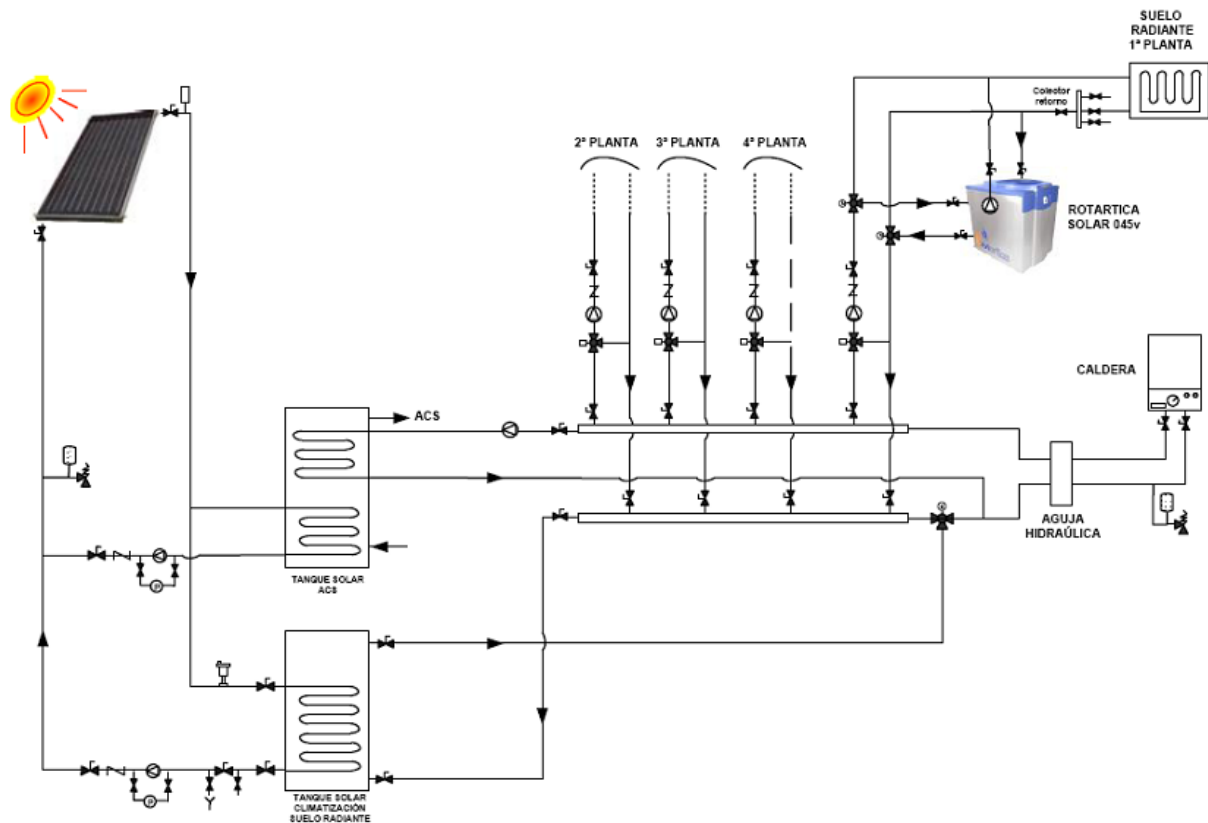 SUELO
RADIANTE
1ª PLANTA
Colector
retorno
2ª PLANTA
3ª PLANTA
4ª PLANTA
ROTARTICA
SOLAR 045v
CALDERA
ACS
AGUJA
HIDRAÚLICA
TANQUE SOLAR
ACS
P
TANQUE SOLAR
CLIMATIZACIÓN
SUELO RADIANTE
P